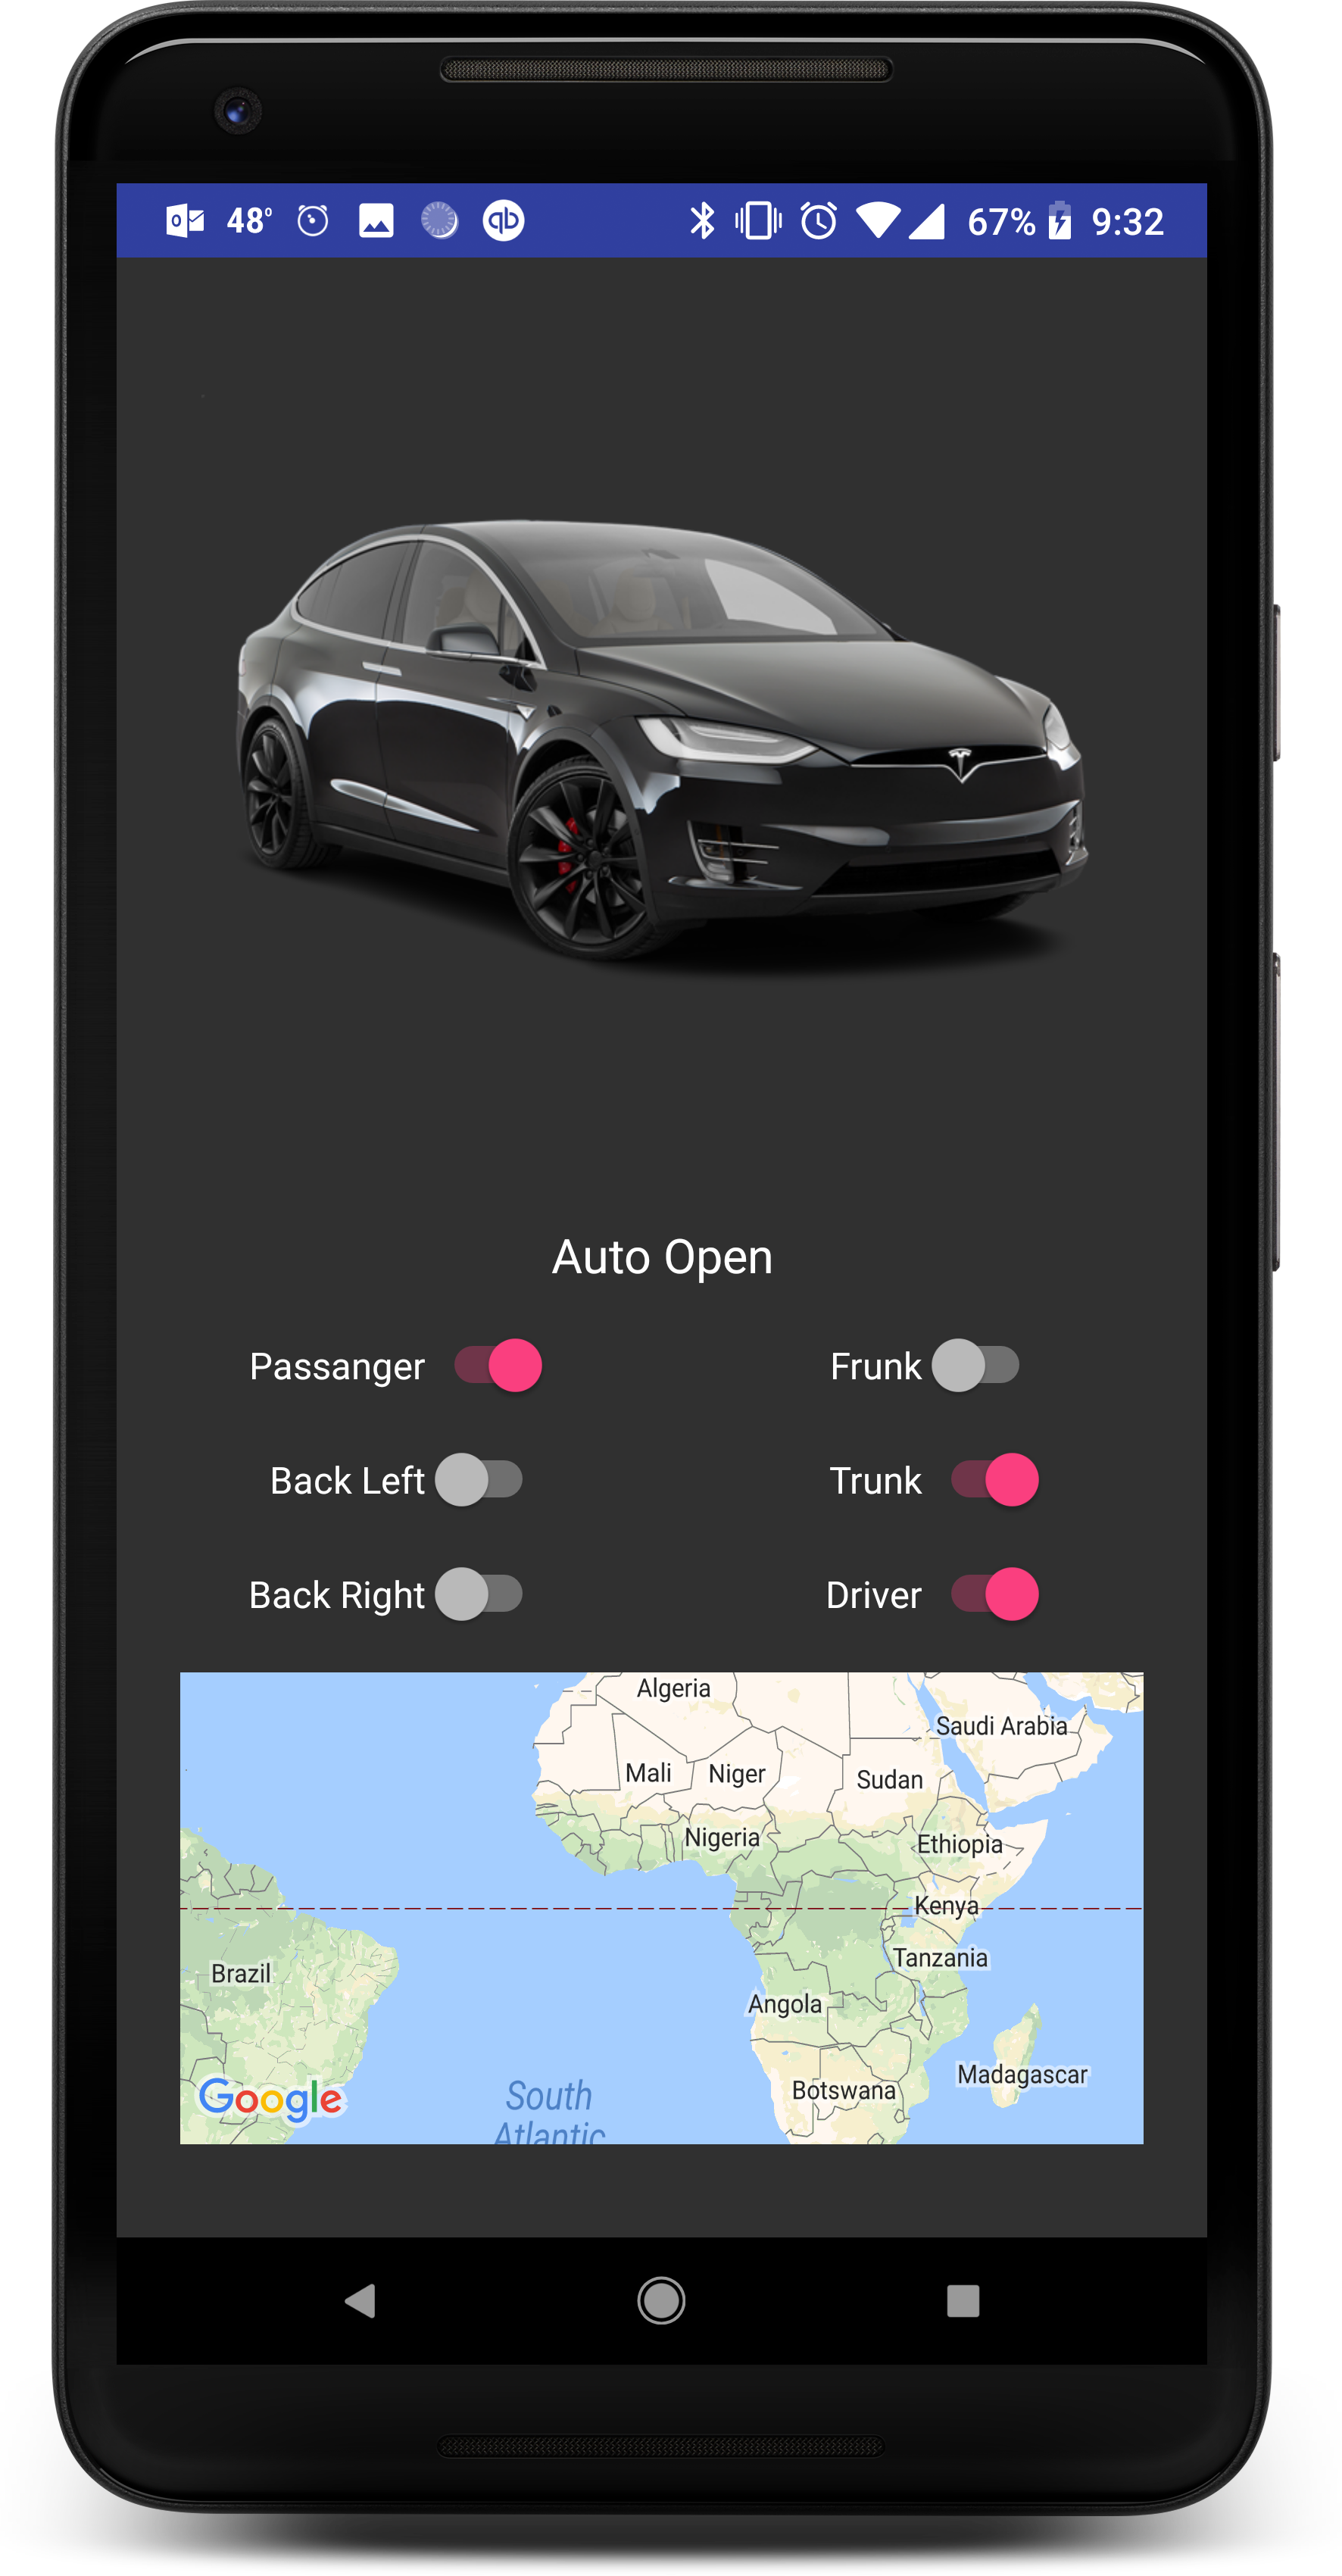 48° 67% 9:32
Auto Open
Passanger Frunk
Back Left Trunk
Back Right Driver
Algeria
Saudi Arabia
Mali Niger Sudan
Nigeria Ethiopia
Kenya
Tanzania
Brazil
Angola
Madagascar
Botswana
Google
South
Atlantic